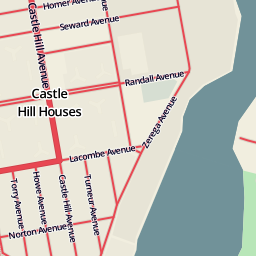 Homer Avenue
Seward Avenue
Castle Hill Avenue
Randall Avenue
Castle
Hill Houses
Zerega Avenue
Lacombe Avenue
Torry Avenue
Howe Avenue
Castle Hill Avenue
Turneur Avenue
Norton Avenue